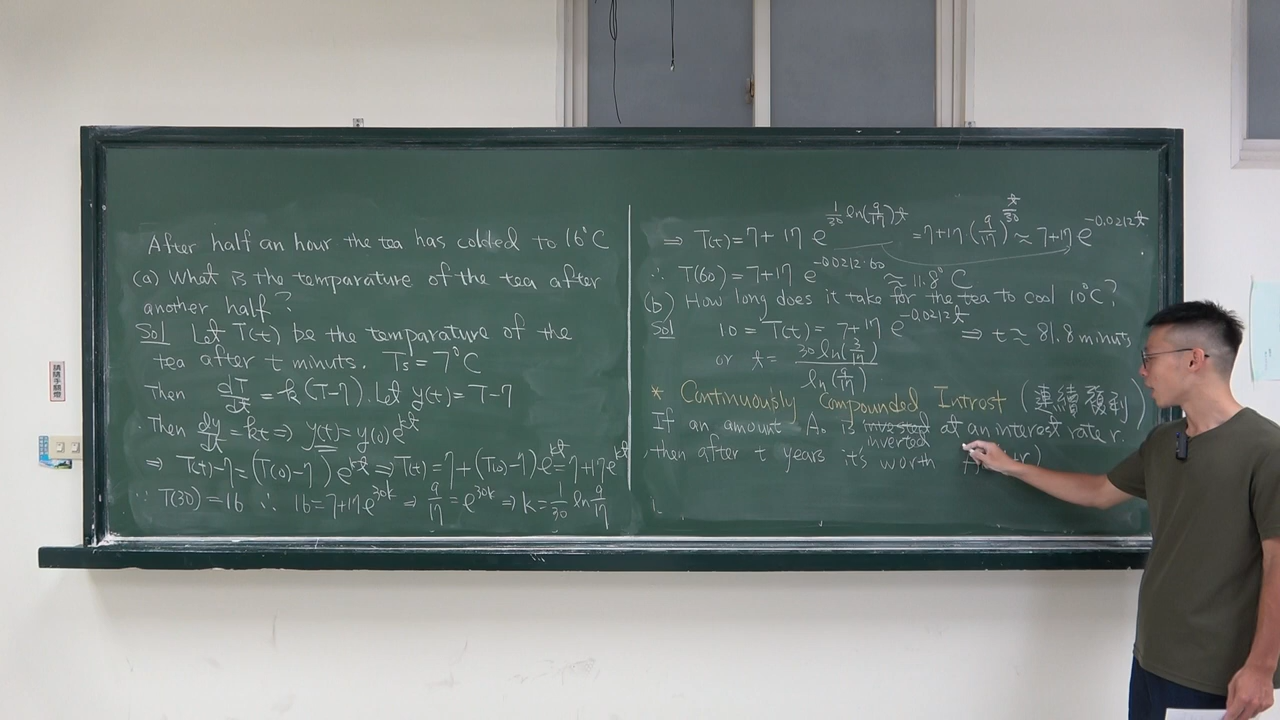 After half an hour the tea has colded to 16°C
(a) What is the temparature of the tea after
another half?
Sol Let T(t) be the temparature of the
tea after t minuts. Ts = 7°C
Then dT/dt = k(T-7). Let y(t) = T-7
. Then dy/dt = kt ⇒ y(t) = y(0)e^{kt}
⇒ T(t)-7 = (T(0)-7)e^{kt} ⇒ T(t) = 7+(T(0)-7)e^{kt} = 7+17e^{kt}
∵ T(30) = 16 ∴ 16 = 7+17e^{30k} ⇒ 9/17 = e^{30k} ⇒ k = 1/30 ln 9/17
⇒ T(t) = 7+17 e^{1/30 ln(9/17)t} = 7+17·(9/17)^{t/30} ≈ 7+17 e^{-0.0212t}
∴ T(60) = 7+17 e^{-0.0212·60} ≈ 11.8°C
(b) How long does it take for the tea to cool 10°C?
Sol 10 = T(t) = 7+17 e^{-0.0212t} ⇒ t ≈ 81.8 minuts
or t = 30 ln(3/17) / ln(9/17)
* Continuously Compounded Introst (連續複利)
If an amount A₀ is invested at an interest rate r.
inverted
then after t years it's worth
請隨手關燈